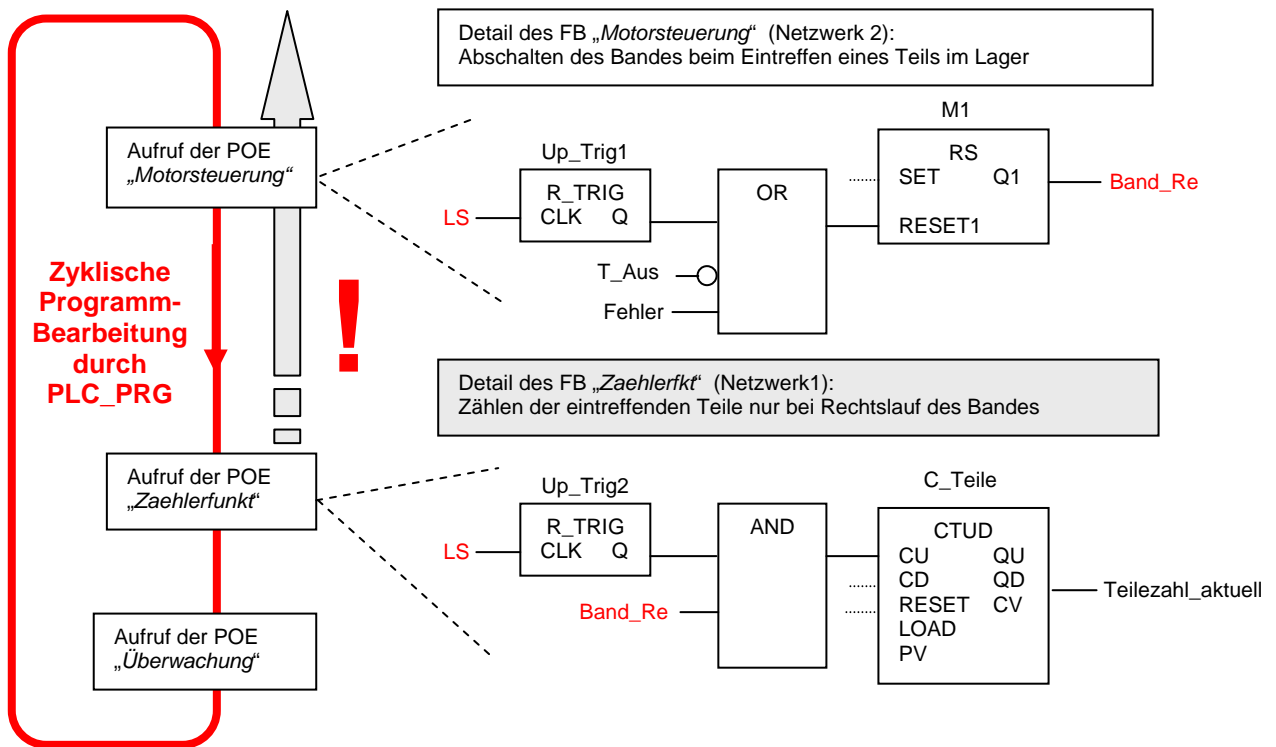 Detail des FB „Motorsteuerung“ (Netzwerk 2):
Abschalten des Bandes beim Eintreffen eines Teils im Lager
Aufruf der POE
„Motorsteuerung“
M1
Up_Trig1
RS
SET Q1
RESET1
Band_Re
R_TRIG
CLK Q
LS
OR
T_Aus
Fehler
Zyklische
Programm-
Bearbeitung
durch
PLC_PRG
!
Detail des FB „Zaehlerfkt“ (Netzwerk1):
Zählen der eintreffenden Teile nur bei Rechtslauf des Bandes
Aufruf der POE
„Zaehlerfunkt“
Up_Trig2
C_Teile
R_TRIG
CLK Q
LS
AND
Band_Re
CTUD
CU QU
CD QD
RESET CV
LOAD
PV
Teilezahl_aktuell
Aufruf der POE
„Überwachung“